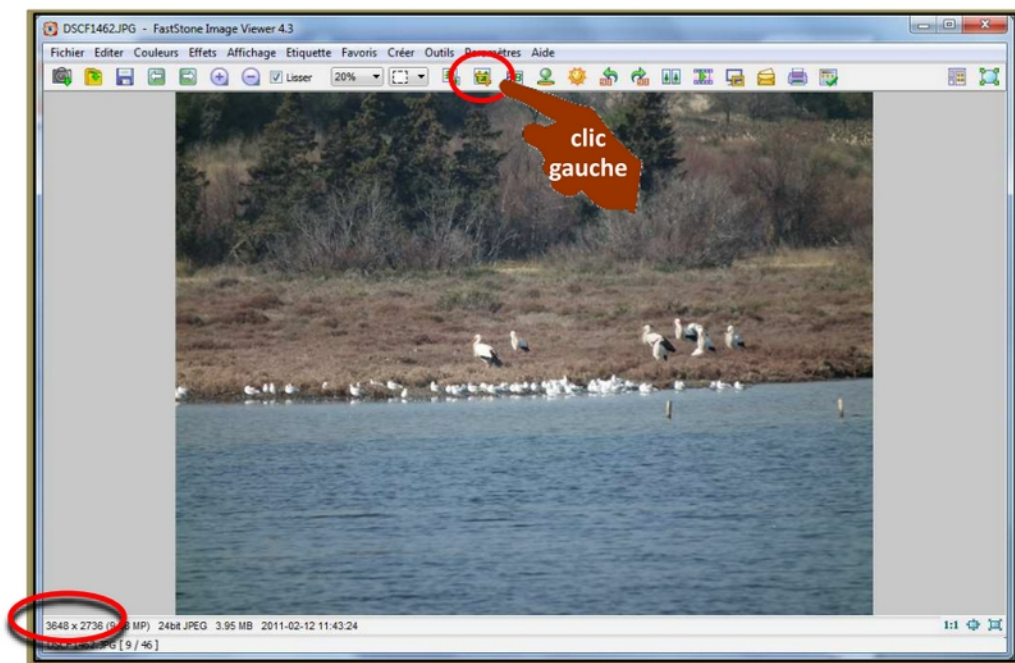 DSCF1462.JPG - FastStone Image Viewer 4.3
Fichier Editer Couleurs Effets Affichage Etiquette Favoris Créer Outils Paramètres Aide
Lisser 20%
clic
gauche
3648 x 2736 MP) 24bit JPEG 3.95 MB 2011-02-12 11:43:24 1:1
[ 9 / 46 ]